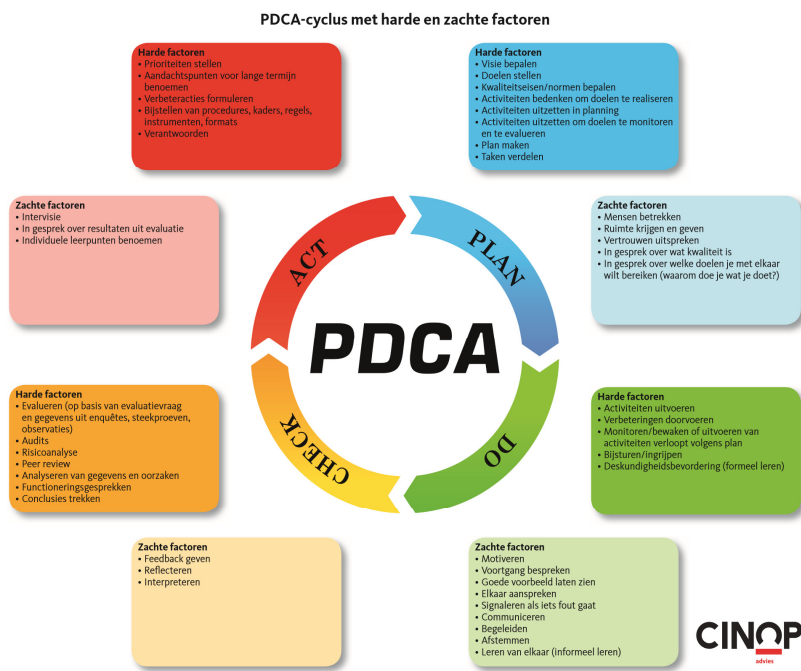 PDCA-cyclus met harde en zachte factoren
Harde factoren
• Prioriteiten stellen
• Aandachtspunten voor lange termijn
benoemen
• Verbeteracties formuleren
• Bijstellen van procedures, kaders, regels,
instrumenten, formats
• Verantwoorden
Harde factoren
• Visie bepalen
• Doelen stellen
• Kwaliteitseisen/normen bepalen
• Activiteiten bedenken om doelen te realiseren
• Activiteiten uitzetten in planning
• Activiteiten uitzetten om doelen te monitoren
en te evalueren
• Plan maken
• Taken verdelen
Zachte factoren
• Intervisie
• In gesprek over resultaten uit evaluatie
• Individuele leerpunten benoemen
Zachte factoren
• Mensen betrekken
• Ruimte krijgen en geven
• Vertrouwen uitspreken
• In gesprek over wat kwaliteit is
• In gesprek over welke doelen je met elkaar
wilt bereiken (waarom doe je wat je doet?)
ACT
PLAN
PDCA
CHECK
DO
Harde factoren
• Evalueren (op basis van evaluatievraag
en gegevens uit enquêtes, steekproeven,
observaties)
• Audits
• Risicoanalyse
• Peer review
• Analyseren van gegevens en oorzaken
• Functioneringsgesprekken
• Conclusies trekken
Harde factoren
• Activiteiten uitvoeren
• Verbeteringen doorvoeren
• Monitoren/bewaken of uitvoeren van
activiteiten verloopt volgens plan
• Bijsturen/ingrijpen
• Deskundigheidsbevordering (formeel leren)
Zachte factoren
• Feedback geven
• Reflecteren
• Interpreteren
Zachte factoren
• Motiveren
• Voortgang bespreken
• Goede voorbeeld laten zien
• Elkaar aanspreken
• Signaleren als iets fout gaat
• Communiceren
• Begeleiden
• Afstemmen
• Leren van elkaar (informeel leren)
CINOP
advies